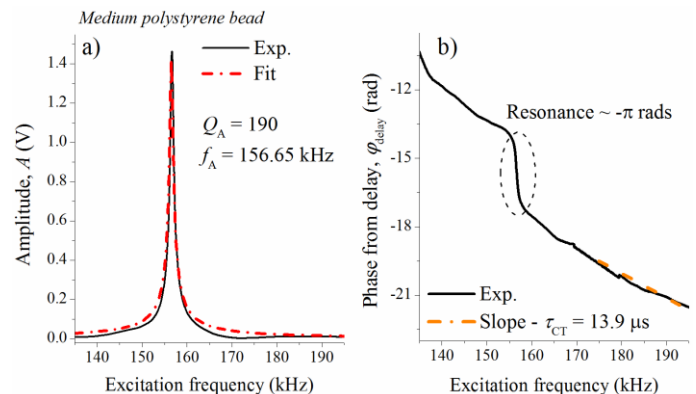 Medium polystyrene bead
a)
Exp.
Fit
Q_A = 190
f_A = 156.65 kHz
Amplitude, A (V)
1.4
1.2
1.0
0.8
0.6
0.4
0.2
0.0
140 150 160 170 180 190
Excitation frequency (kHz)
b)
Resonance ~ -π rads
Phase from delay, φ_delay (rad)
-12
-15
-18
-21
Exp.
Slope - τ_CT = 13.9 μs
140 150 160 170 180 190
Excitation frequency (kHz)